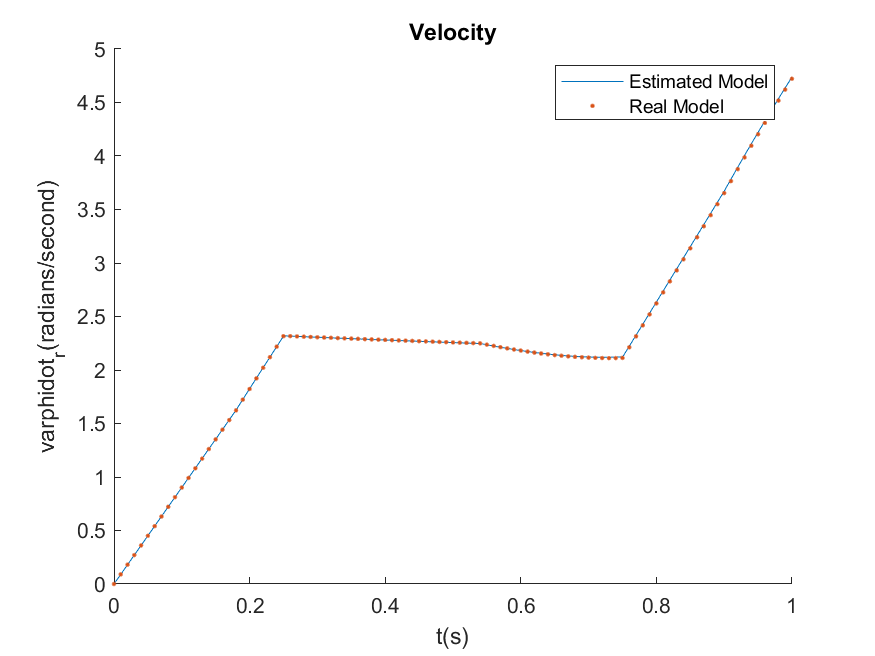 Velocity
5
4.5
4
3.5
3
2.5
2
1.5
1
0.5
0
varphidot_r(radians/second)
Estimated Model
Real Model
0 0.2 0.4 0.6 0.8 1
t(s)